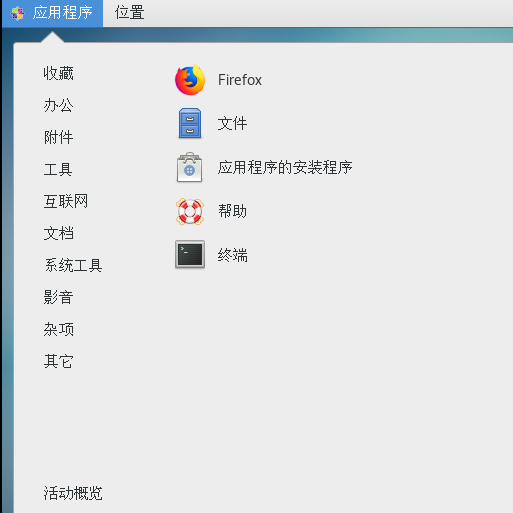 应用程序 位置
收藏
办公
附件
工具
互联网
文档
系统工具
影音
杂项
其它
活动概览
Firefox
文件
应用程序的安装程序
帮助
终端